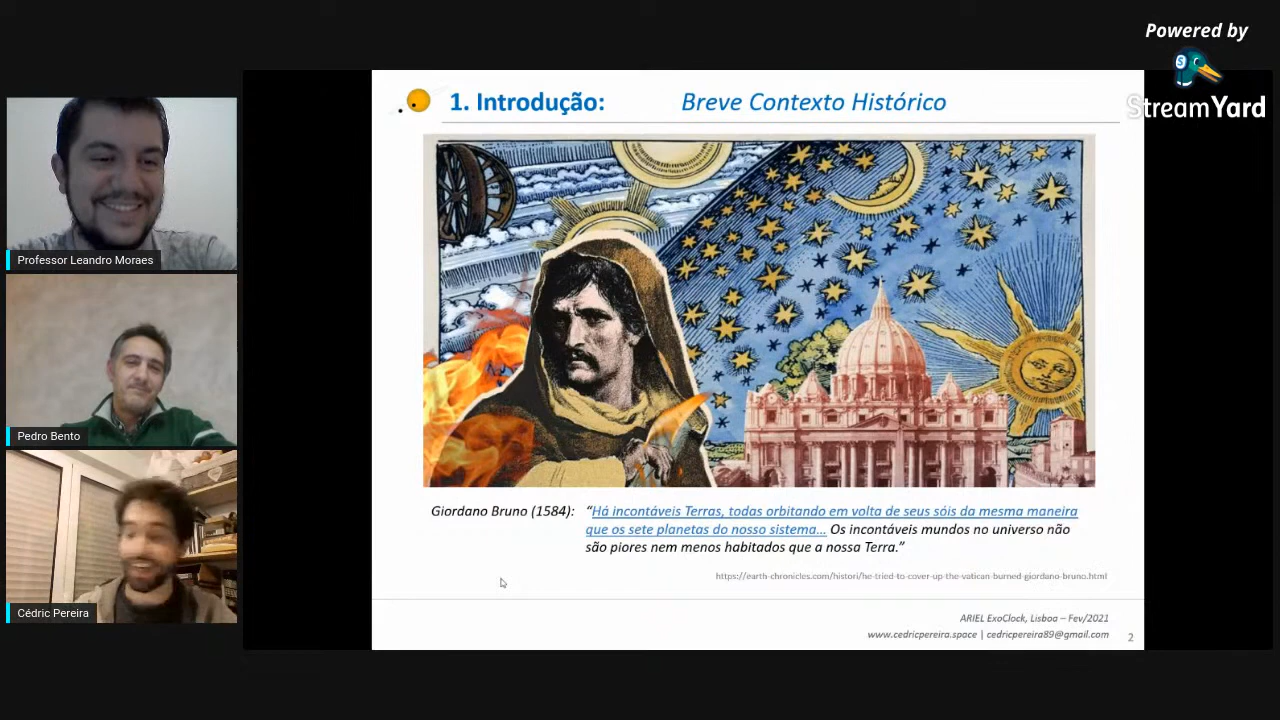 Powered by
StreamYard
1. Introdução:
Breve Contexto Histórico
Professor Leandro Moraes
Pedro Bento
Cédric Pereira
Giordano Bruno (1584): “Há incontáveis Terras, todas orbitando em volta de seus sóis da mesma maneira
que os sete planetas do nosso sistema... Os incontáveis mundos no universo não
são piores nem menos habitados que a nossa Terra.”
https://earth-chronicles.com/histori/he-tried-to-cover-up-the-vatican-burned-giordano-bruno.html
ARIEL ExoClock, Lisboa – Fev/2021
www.cedricpereira.space | cedricpereira89@gmail.com
2